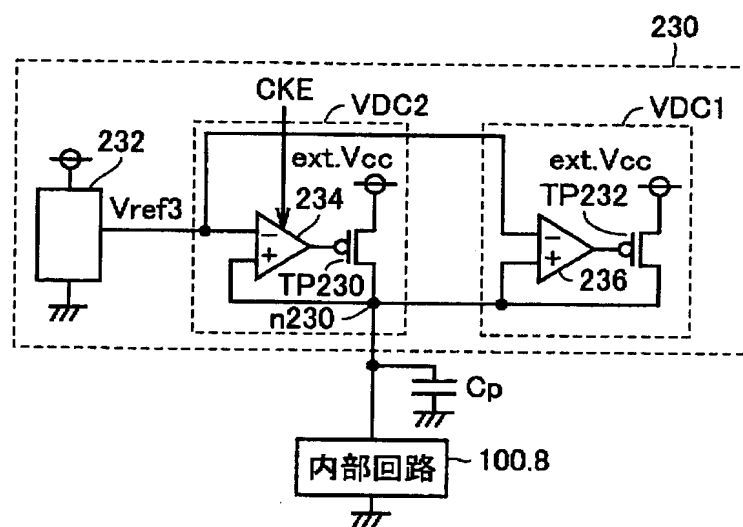 230
CKE
VDC2
VDC1
232
ext.Vcc
ext.Vcc
Vref3
234
TP232
−
+
−
+
TP230
236
n230
Cp
内部回路
100.8